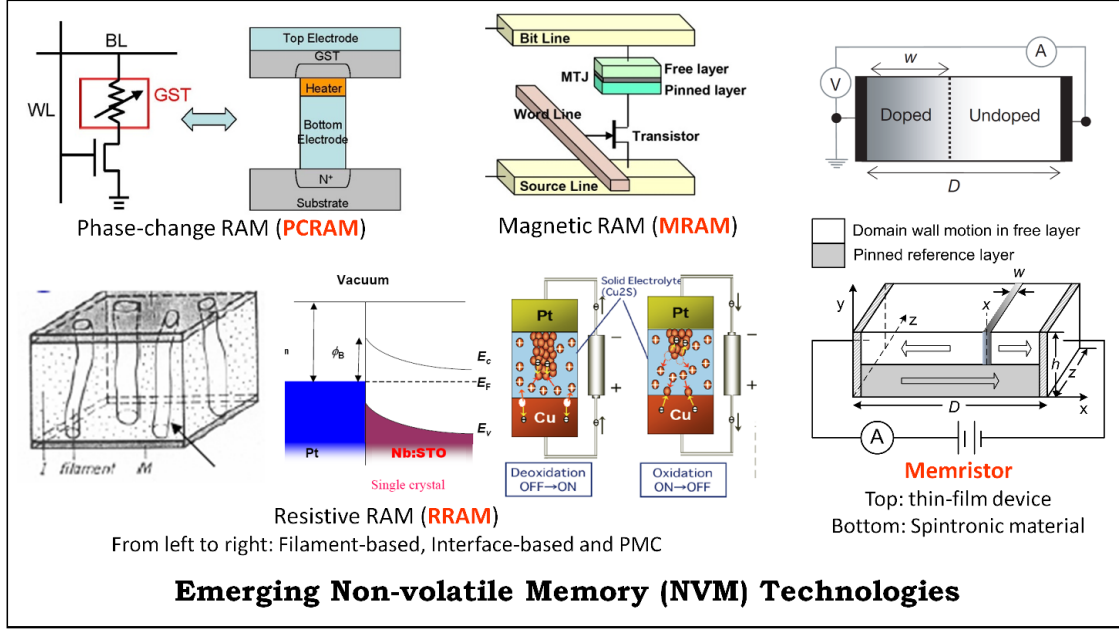 BL
WL
GST
Top Electrode
GST
Heater
Bottom
Electrode
N+
Substrate
Phase-change RAM (PCRAM)
Bit Line
MTJ
Free layer
Pinned layer
Word Line
Transistor
Source Line
Magnetic RAM (MRAM)
A
V
w
Doped
Undoped
D
Domain wall motion in free layer
Pinned reference layer
y
z
x
w
h
z
D
x
A
Memristor
Top: thin-film device
Bottom: Spintronic material
I filament M
Vacuum
n
ϕB
Ec
EF
Ev
Pt
Nb:STO
Single crystal
Solid Electrolyte
(Cu2S)
Pt
Cu
e
−
+
Deoxidation
OFF→ON
Pt
Cu
e
−
+
Oxidation
ON→OFF
Resistive RAM (RRAM)
From left to right: Filament-based, Interface-based and PMC
Emerging Non-volatile Memory (NVM) Technologies